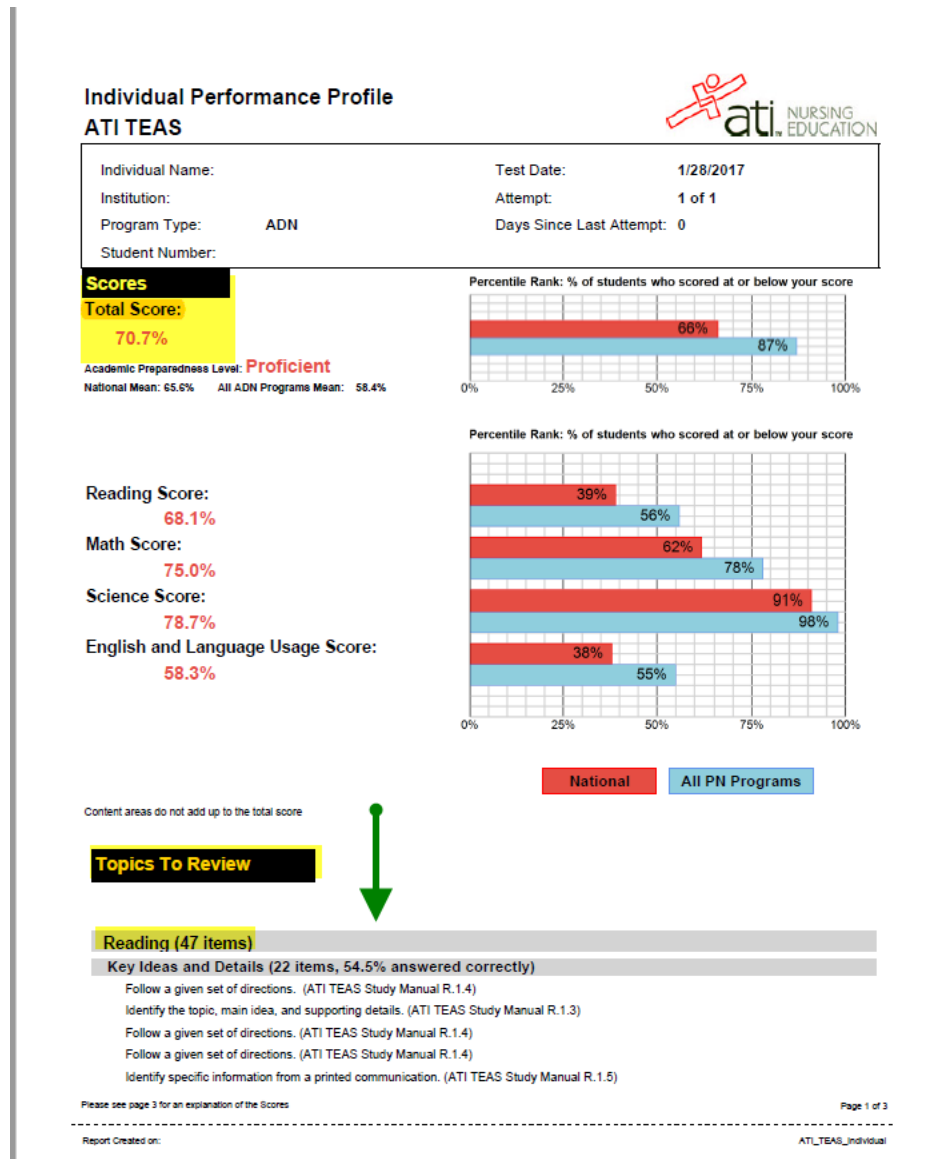 Individual Performance Profile
ATI TEAS
ati NURSING EDUCATION
Individual Name:
Test Date: 1/28/2017
Institution:
Attempt: 1 of 1
Program Type: ADN
Days Since Last Attempt: 0
Student Number:
Scores
Total Score:
70.7%
Academic Preparedness Level: Proficient
National Mean: 65.6% All ADN Programs Mean: 58.4%
Percentile Rank: % of students who scored at or below your score
66%
87%
0% 25% 50% 75% 100%
Percentile Rank: % of students who scored at or below your score
Reading Score:
68.1%
39%
56%
Math Score:
75.0%
62%
78%
Science Score:
78.7%
91%
98%
English and Language Usage Score:
58.3%
38%
55%
0% 25% 50% 75% 100%
National All PN Programs
Content areas do not add up to the total score
Topics To Review
Reading (47 items)
Key Ideas and Details (22 items, 54.5% answered correctly)
Follow a given set of directions. (ATI TEAS Study Manual R.1.4)
Identify the topic, main idea, and supporting details. (ATI TEAS Study Manual R.1.3)
Follow a given set of directions. (ATI TEAS Study Manual R.1.4)
Follow a given set of directions. (ATI TEAS Study Manual R.1.4)
Identify specific information from a printed communication. (ATI TEAS Study Manual R.1.5)
Please see page 3 for an explanation of the Scores
Page 1 of 3
Report Created on:
ATI_TEAS_Individual